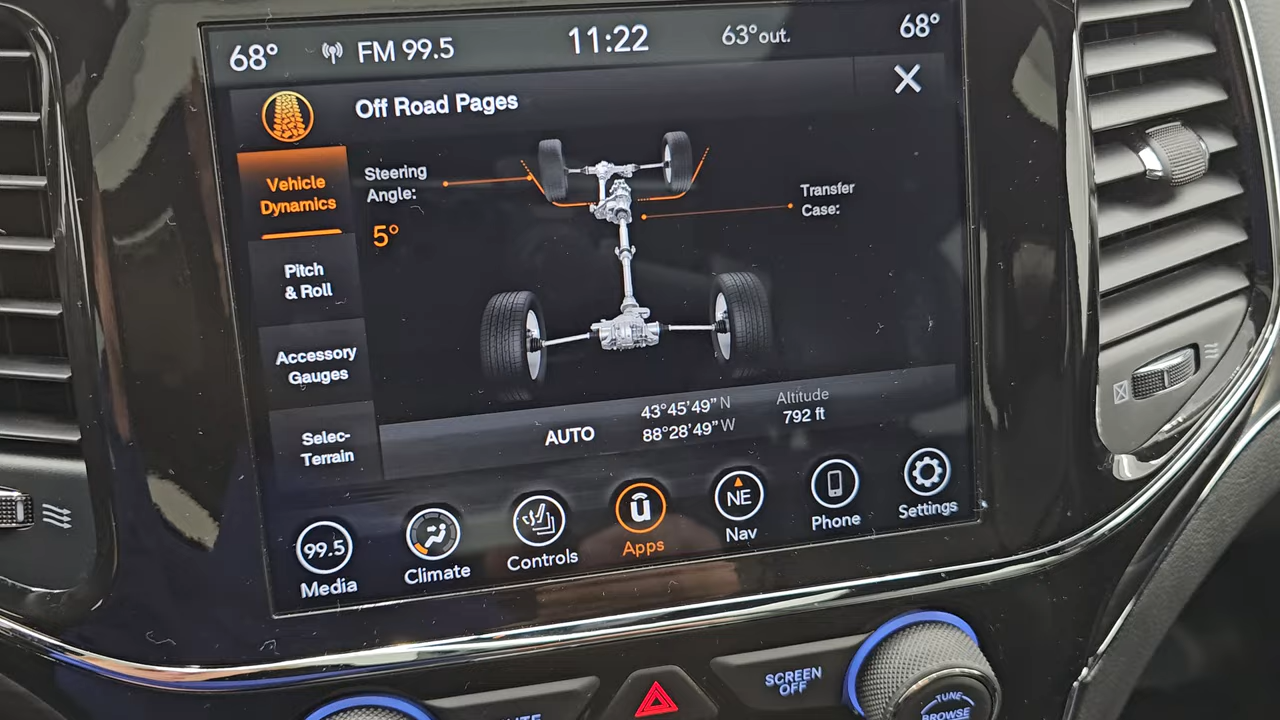 68° FM 99.5 11:22 63°out. 68°
Off Road Pages
Vehicle
Dynamics
Steering
Angle:
5°
Transfer
Case:
Pitch
& Roll
Accessory
Gauges
Selec-
Terrain
AUTO
43°45'49" N
88°28'49" W
Altitude
792 ft
99.5
Media
Climate
Controls
û
Apps
NE
Nav
Phone
Settings
SCREEN
OFF
TUNE
BROWSE